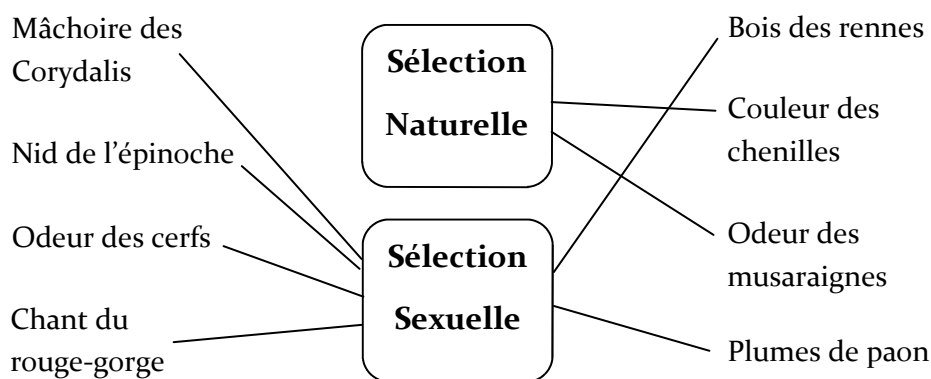 Mâchoire des
Corydalis
Nid de l'épinoche
Odeur des cerfs
Chant du
rouge-gorge
Sélection
Naturelle
Sélection
Sexuelle
Bois des rennes
Couleur des
chenilles
Odeur des
musaraignes
Plumes de paon